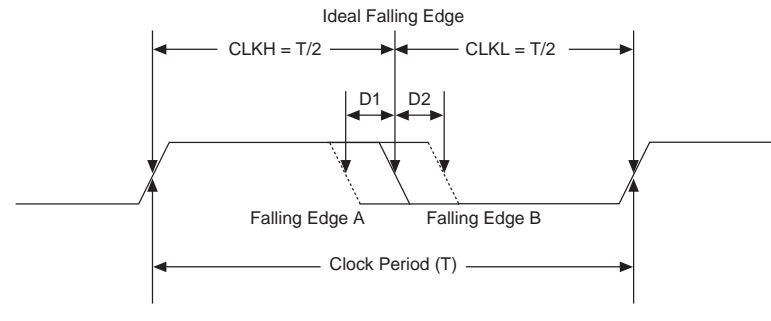 Ideal Falling Edge
CLKH = T/2
CLKL = T/2
D1
D2
Falling Edge A
Falling Edge B
Clock Period (T)